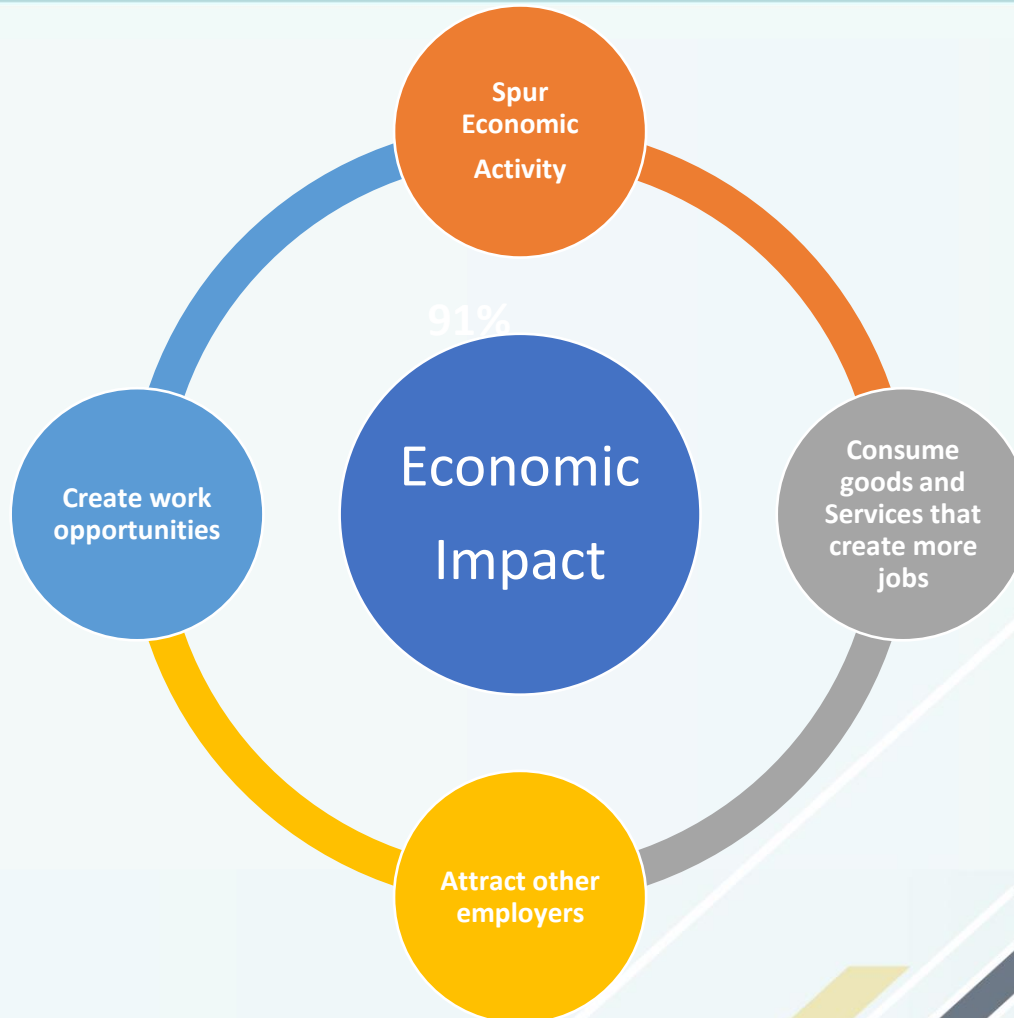 Spur
Economic
Activity
91%
Economic
Impact
Create work
opportunities
Consume
goods and
Services that
create more
jobs
Attract other
employers